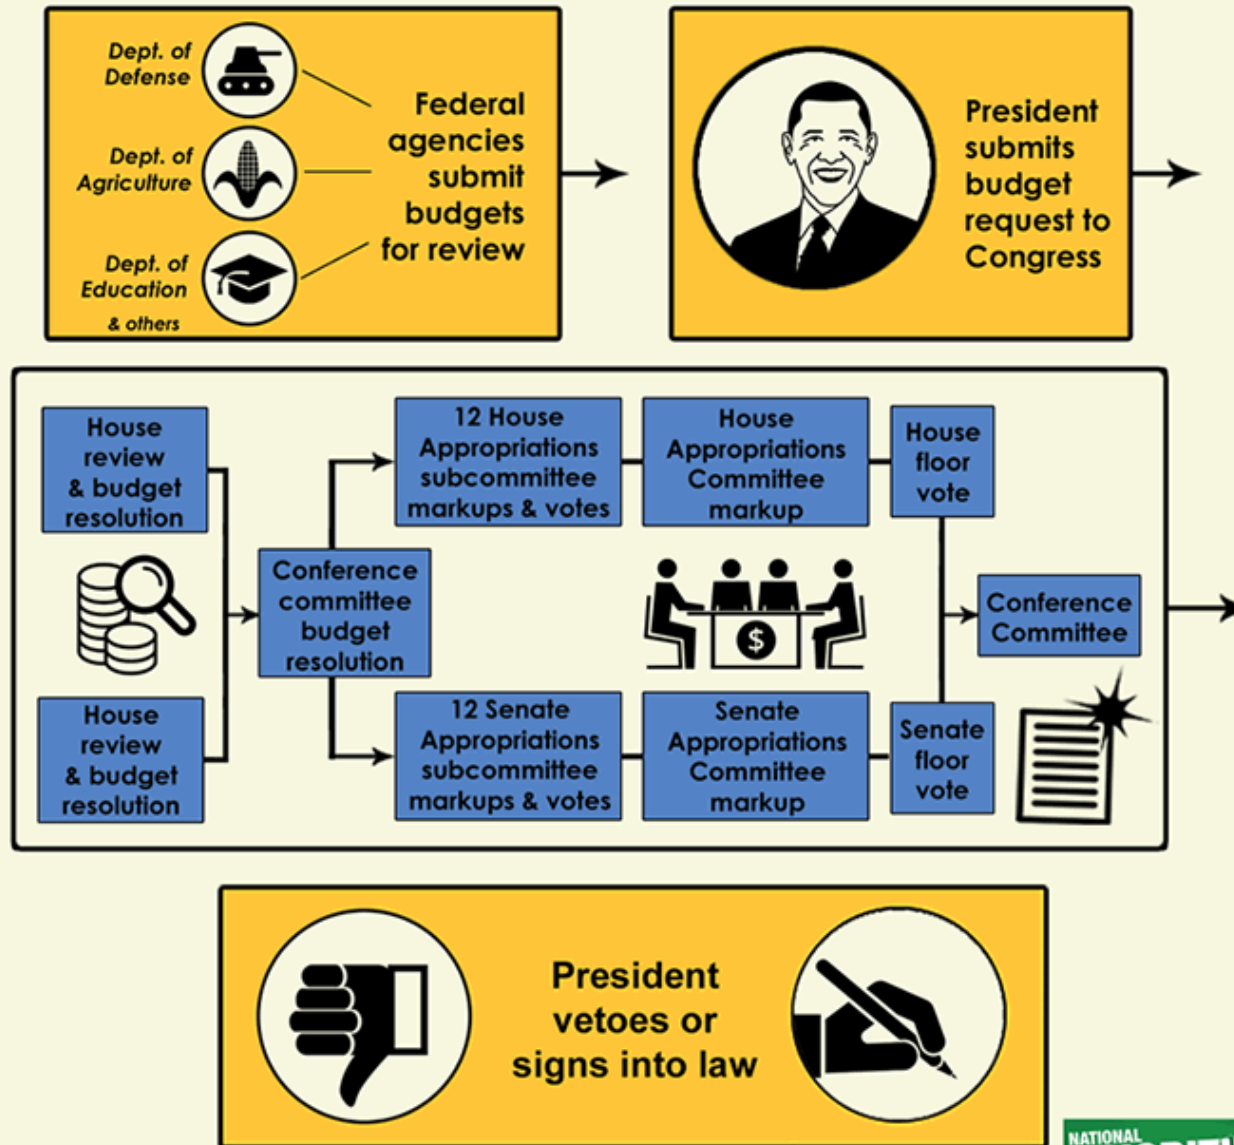 Dept. of
Defense
Dept. of
Agriculture
Dept. of
Education
& others
Federal
agencies
submit
budgets
for review
President
submits
budget
request to
Congress
House
review
& budget
resolution
House
review
& budget
resolution
Conference
committee
budget
resolution
12 House
Appropriations
subcommittee
markups & votes
House
Appropriations
Committee
markup
House
floor
vote
$
12 Senate
Appropriations
subcommittee
markups & votes
Senate
Appropriations
Committee
markup
Senate
floor
vote
Conference
Committee
President
vetoes or
signs into law
NATIONAL